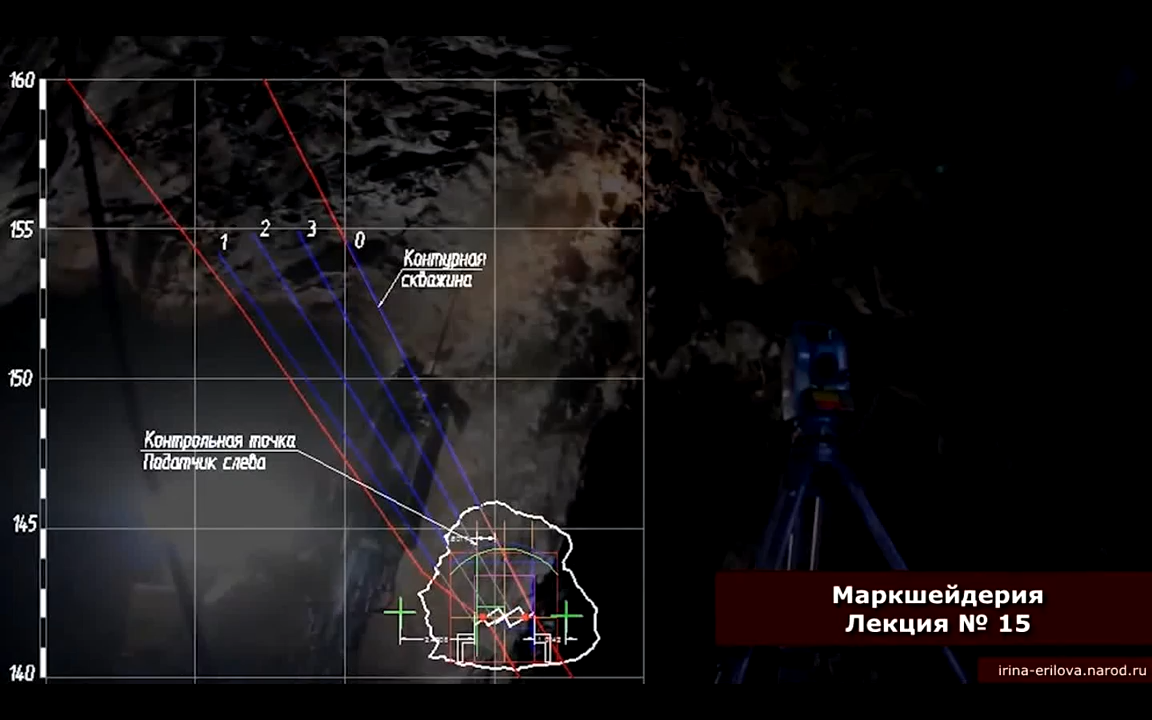 160
155
1
2
3
0
Контурная
скважина
150
Контрольная точка
Податчик слева
145
140
Маркшейдерия
Лекция № 15
irina-erilova.narod.ru